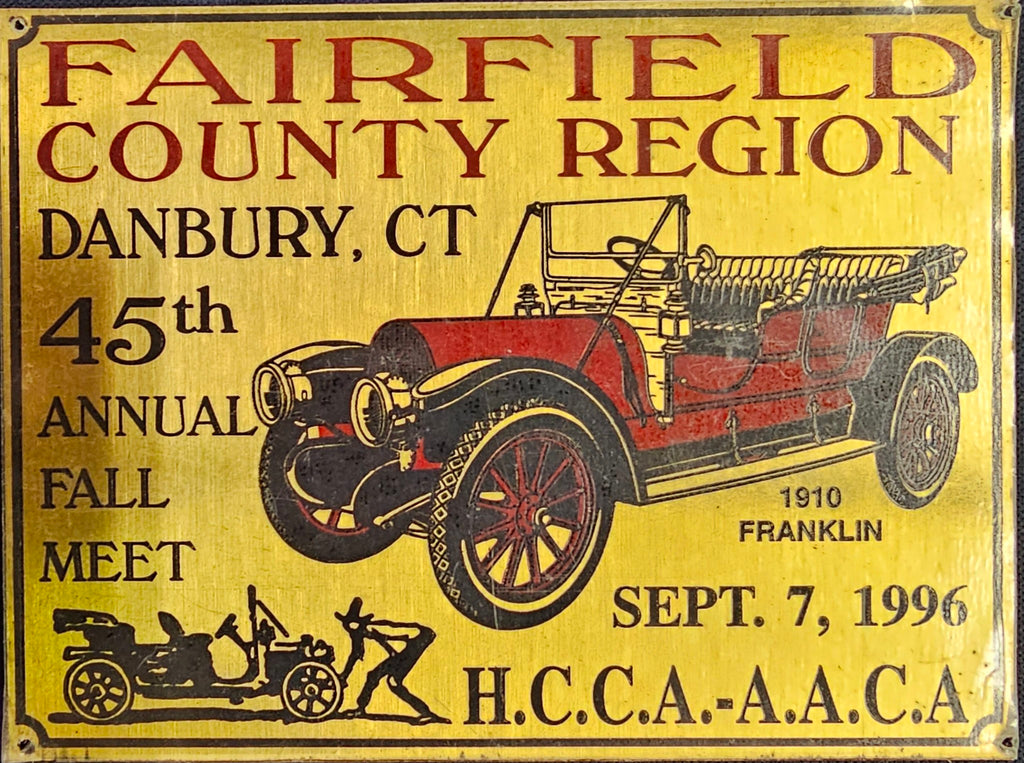 FAIRFIELD
COUNTY REGION
DANBURY, CT
45th
ANNUAL
FALL
MEET
1910
FRANKLIN
SEPT. 7, 1996
H.C.C.A.-A.A.C.A